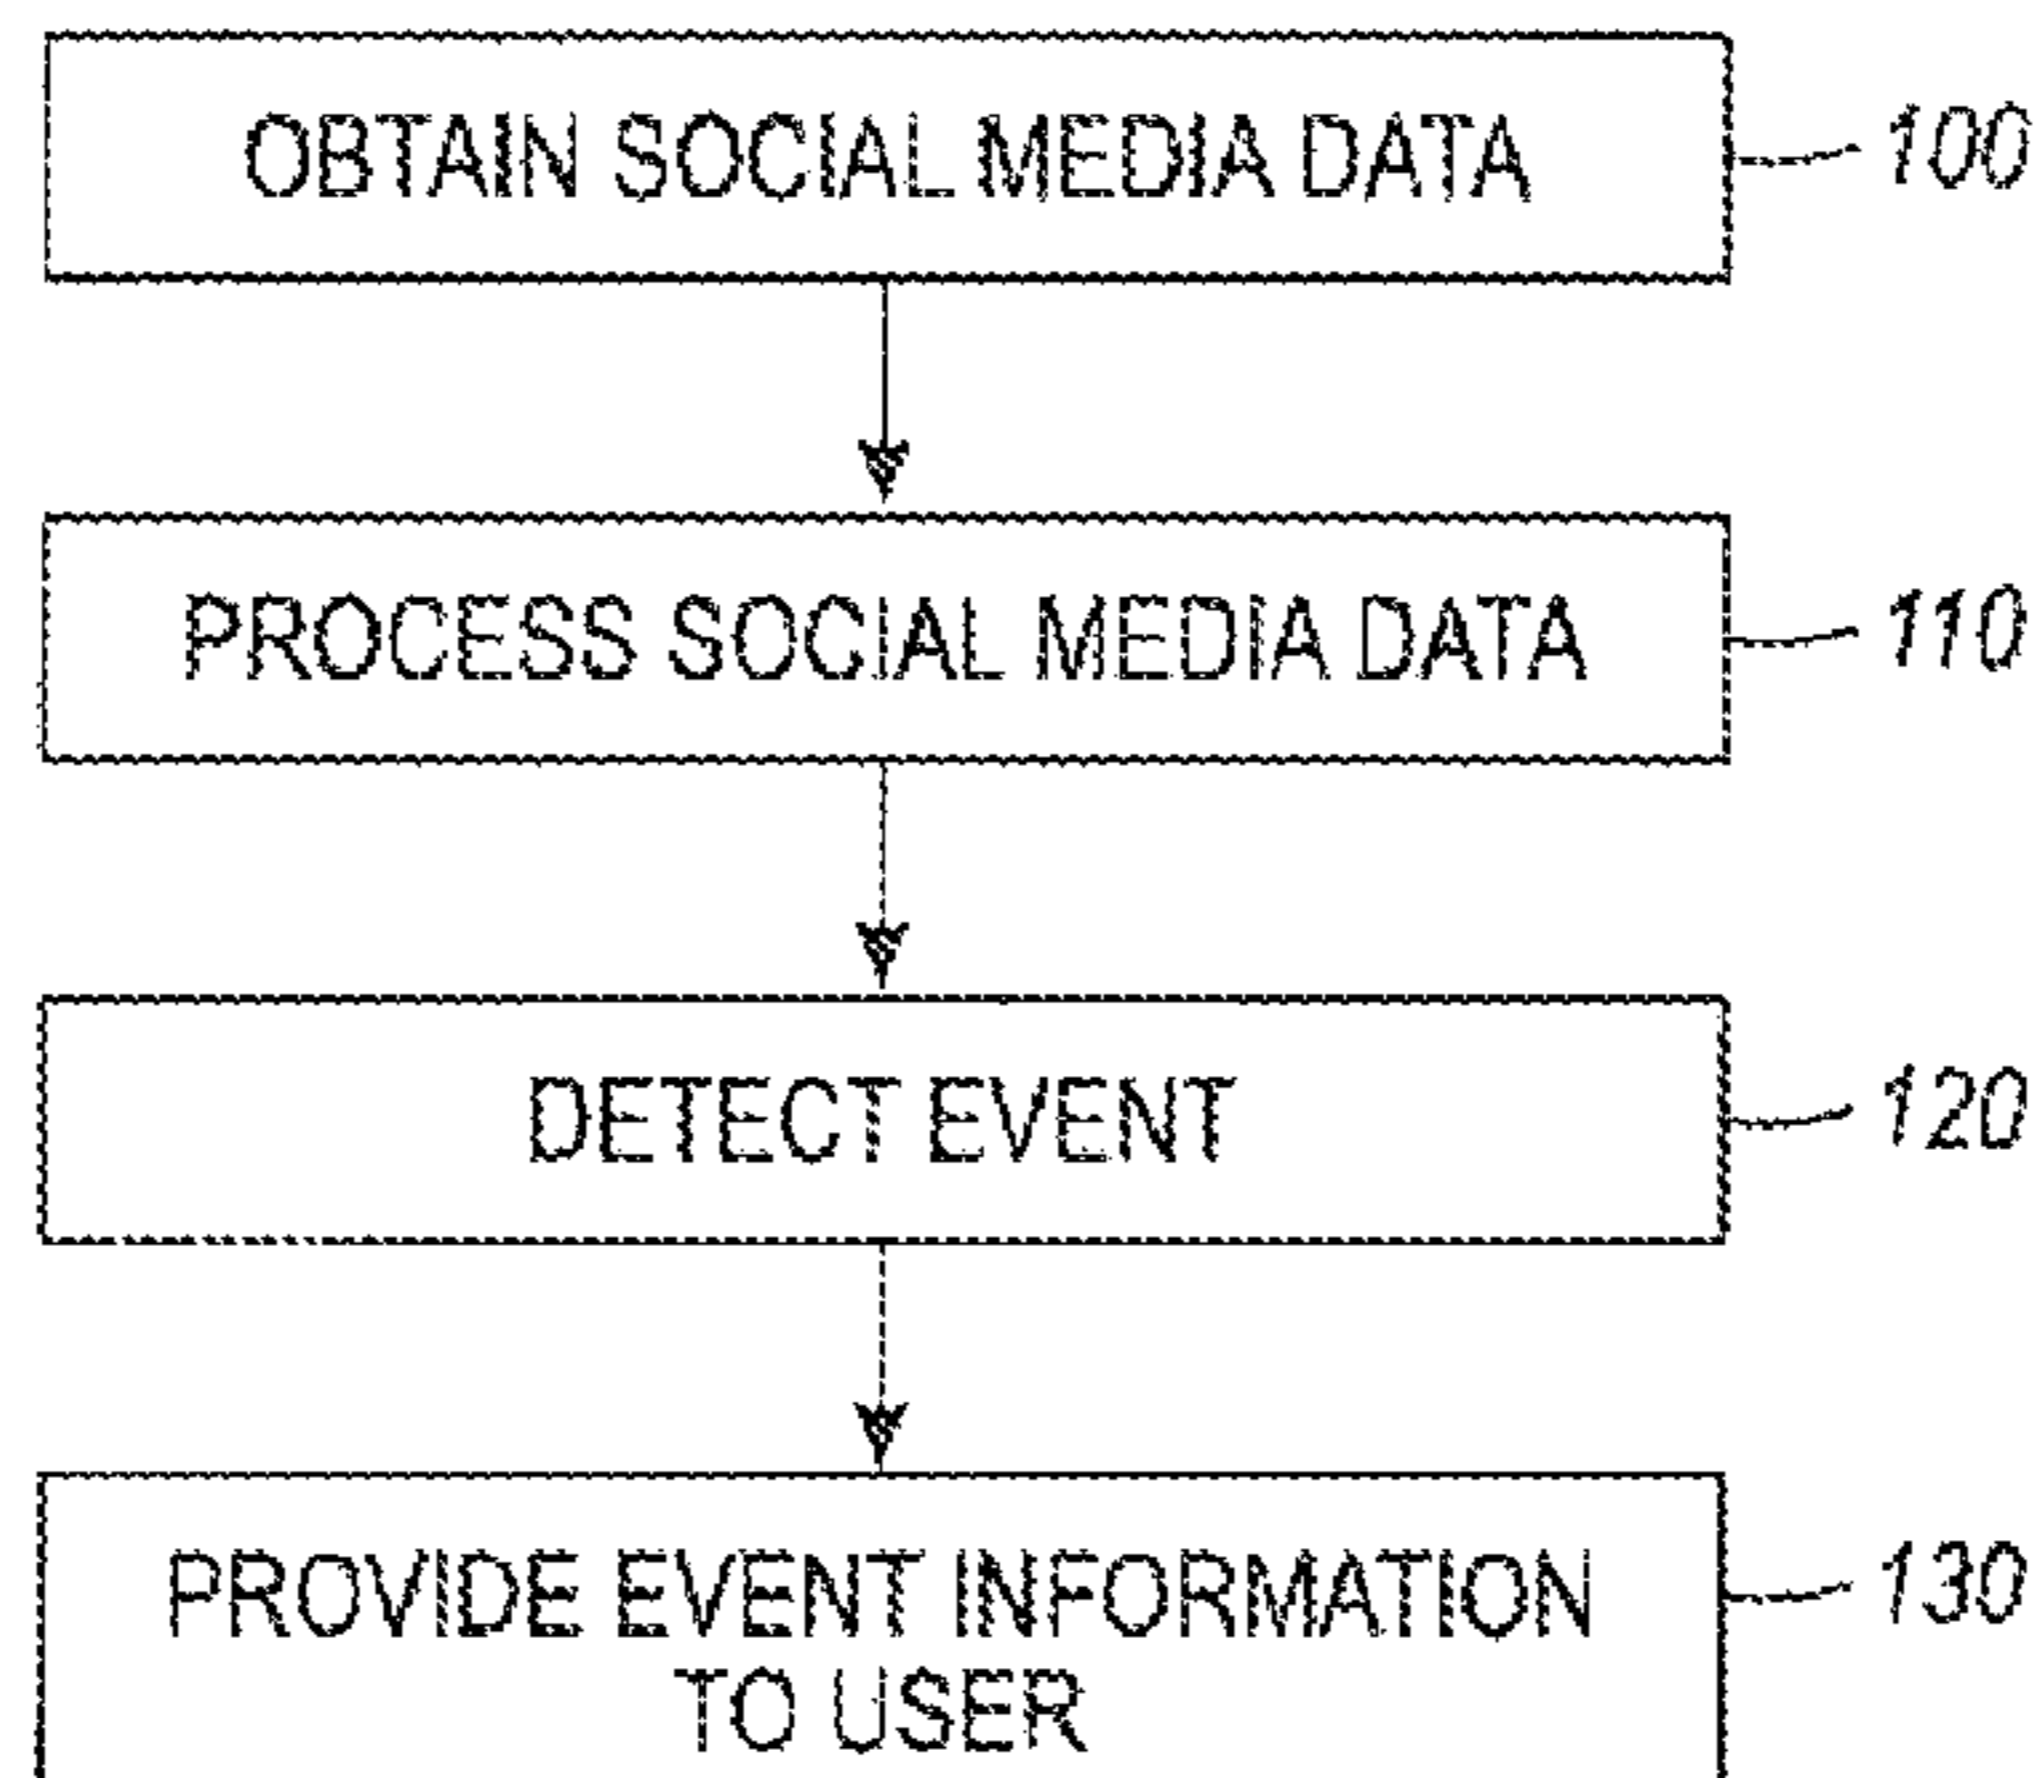 OBTAIN SOCIAL MEDIA DATA
100
PROCESS SOCIAL MEDIA DATA
110
DETECT EVENT
120
PROVIDE EVENT INFORMATION
TO USER
130